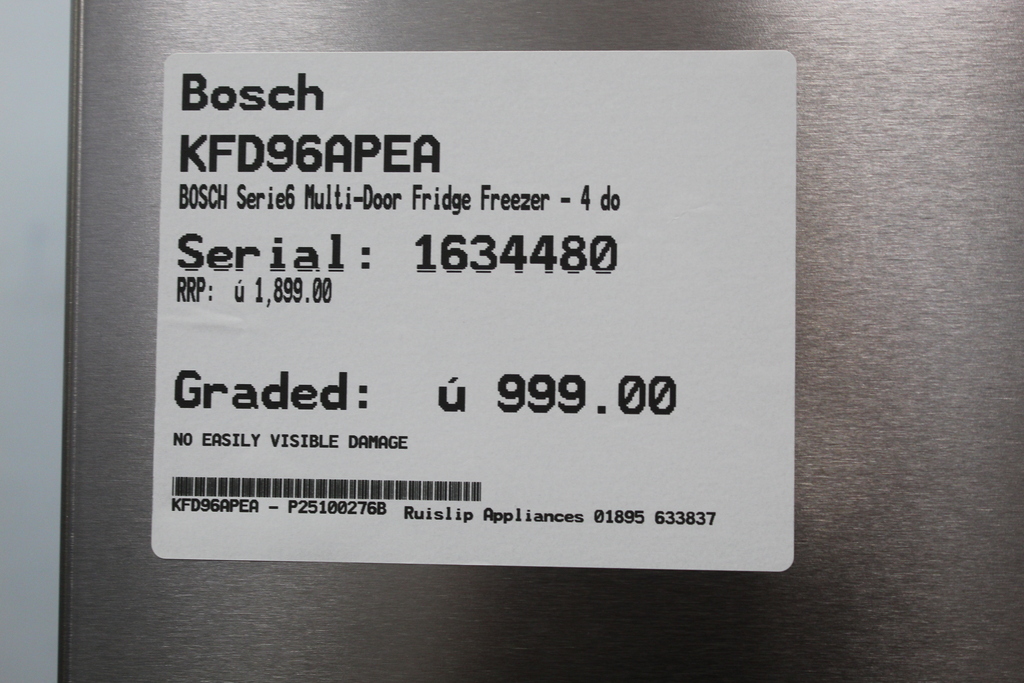 Bosch
KFD96APEA
BOSCH Serie6 Multi-Door Fridge Freezer - 4 do
Serial: 1634480
RRP: ú 1,899.00
Graded: ú 999.00
NO EASILY VISIBLE DAMAGE
KFD96APEA - P25100276B Ruislip Appliances 01895 633837